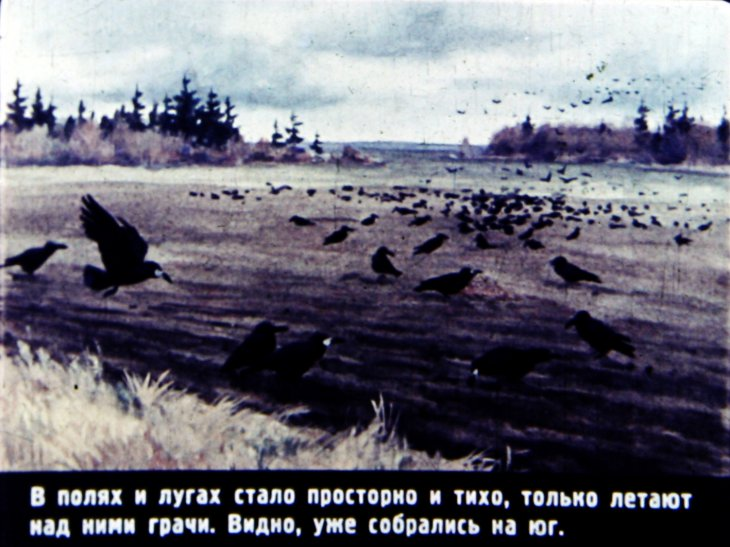 В полях и лугах стало просторно и тихо, только летают
над ними грачи. Видно, уже собрались на юг.